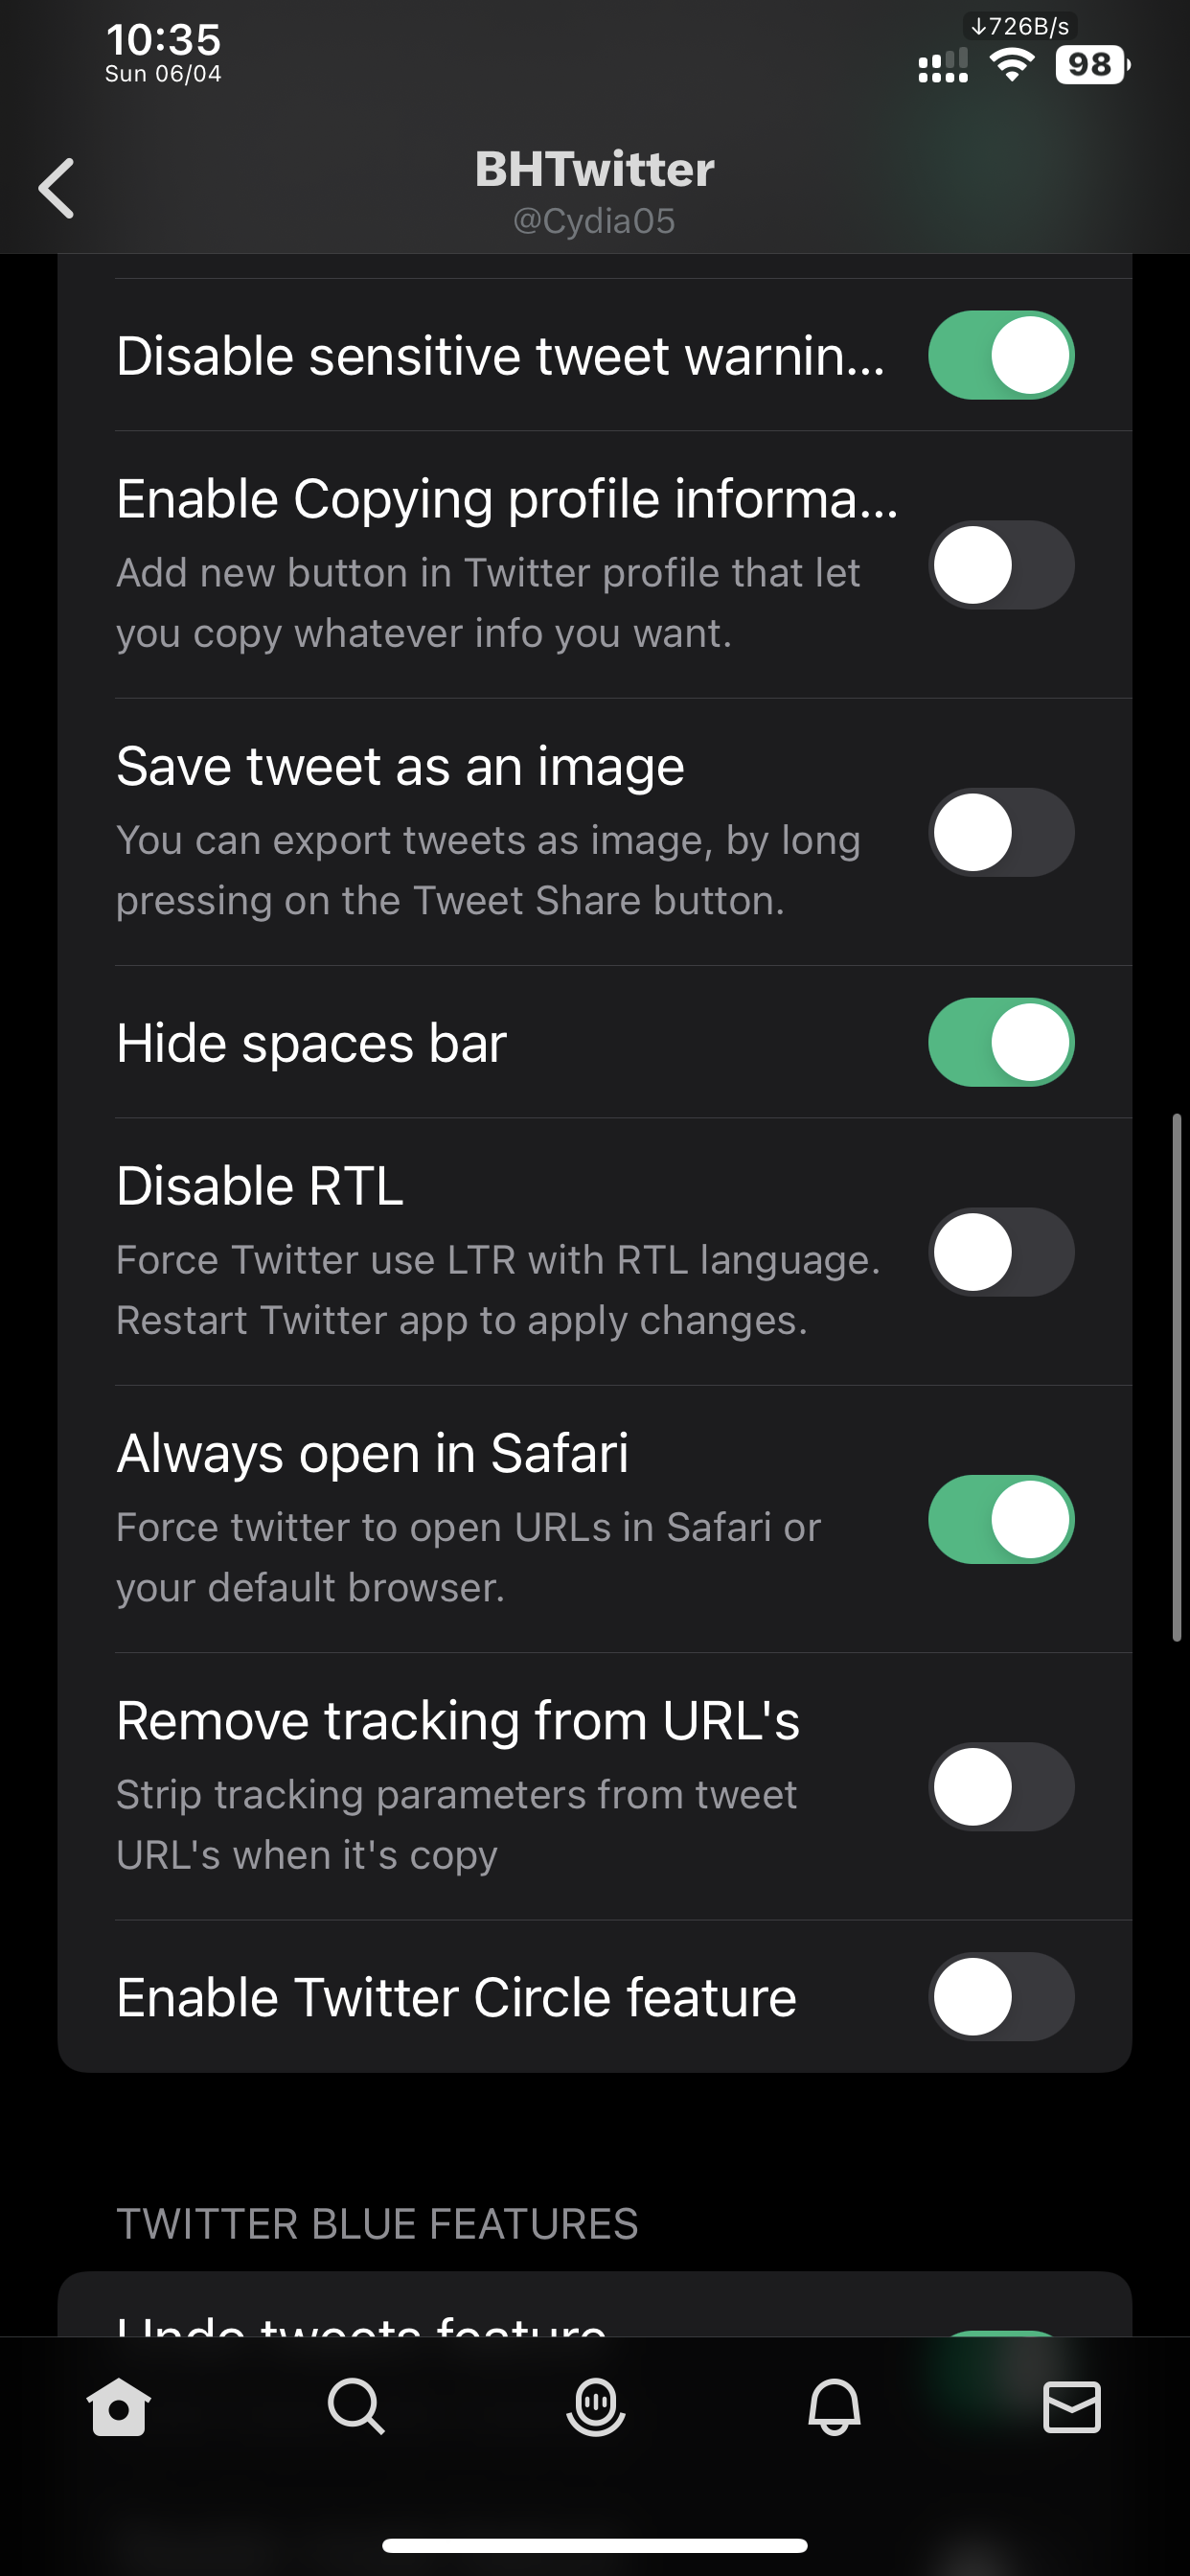 10:35
Sun 06/04
↓726B/s
98
BHTwitter
@Cydia05
Disable sensitive tweet warnin...
Enable Copying profile informa...
Add new button in Twitter profile that let
you copy whatever info you want.
Save tweet as an image
You can export tweets as image, by long
pressing on the Tweet Share button.
Hide spaces bar
Disable RTL
Force Twitter use LTR with RTL language.
Restart Twitter app to apply changes.
Always open in Safari
Force twitter to open URLs in Safari or
your default browser.
Remove tracking from URL's
Strip tracking parameters from tweet
URL's when it's copy
Enable Twitter Circle feature
TWITTER BLUE FEATURES
Undo tweets feature